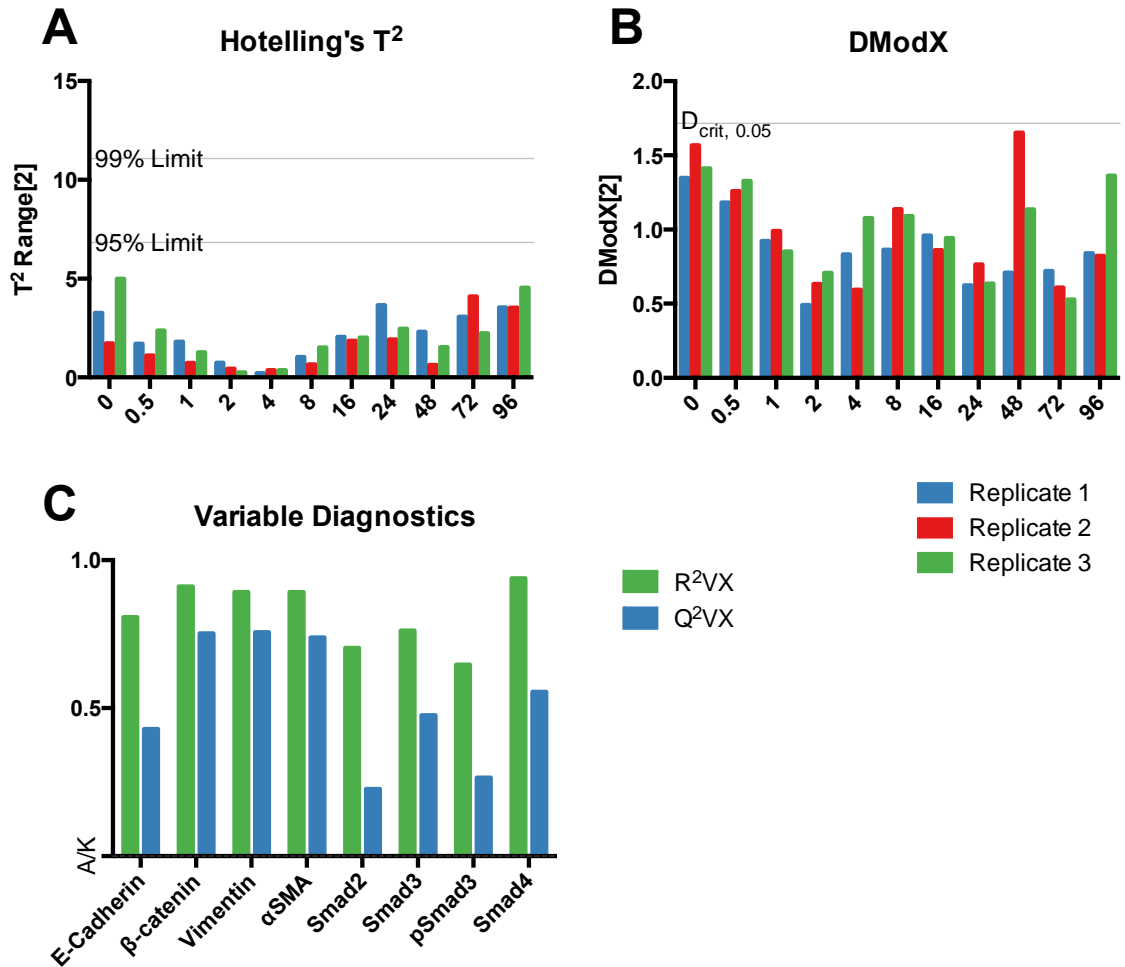 A
Hotelling's T²
T² Range[2]
15
10
5
0
99% Limit
95% Limit
0 0.5 1 2 4 8 16 24 48 72 96
B
DModX
DModX[2]
2.0
1.5
1.0
0.5
0.0
Dcrit, 0.05
0 0.5 1 2 4 8 16 24 48 72 96
Replicate 1
Replicate 2
Replicate 3
C
Variable Diagnostics
1.0
0.5
A/K
E-Cadherin β-catenin Vimentin αSMA Smad2 Smad3 pSmad3 Smad4
R²VX
Q²VX